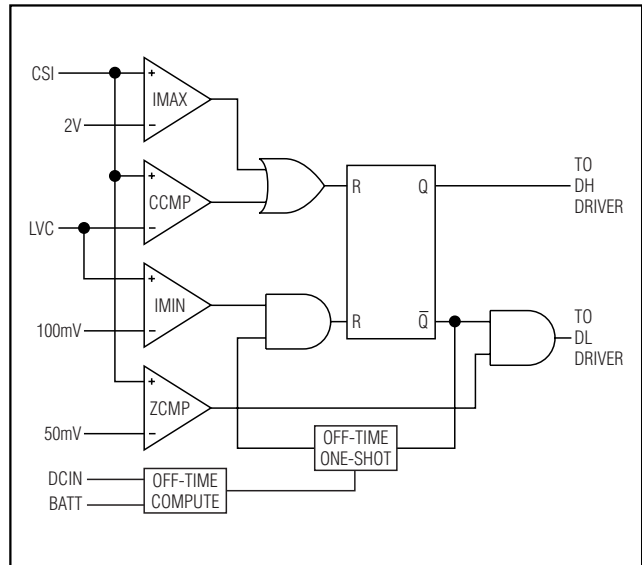 CSI
+
IMAX
2V
−
+
CCMP
LVC
−
+
IMIN
100mV
−
+
ZCMP
50mV
−
R
Q
R
Q̅
TO
DH
DRIVER
TO
DL
DRIVER
OFF-TIME
ONE-SHOT
DCIN
BATT
OFF-TIME
COMPUTE